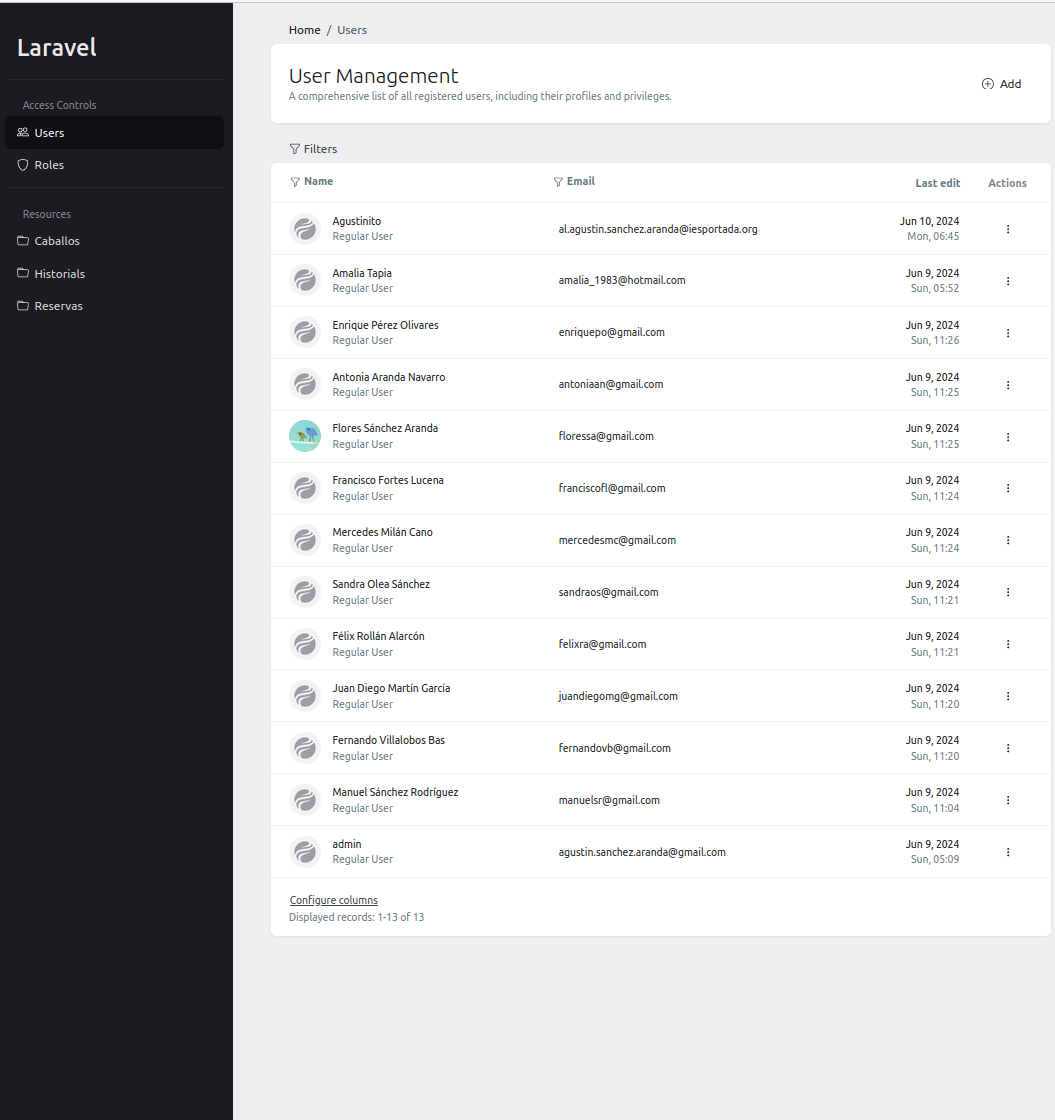 Laravel
Access Controls
Users
Roles
Resources
Caballos
Historials
Reservas
Home / Users
User Management
A comprehensive list of all registered users, including their profiles and privileges.
Add
Filters
Name Email Last edit Actions
Agustinito
Regular User
al.agustin.sanchez.aranda@iesportada.org
Jun 10, 2024
Mon, 06:45
Amalia Tapia
Regular User
amalia_1983@hotmail.com
Jun 9, 2024
Sun, 05:52
Enrique Pérez Olivares
Regular User
enriquepo@gmail.com
Jun 9, 2024
Sun, 11:26
Antonia Aranda Navarro
Regular User
antoniaan@gmail.com
Jun 9, 2024
Sun, 11:25
Flores Sánchez Aranda
Regular User
floressa@gmail.com
Jun 9, 2024
Sun, 11:25
Francisco Fortes Lucena
Regular User
franciscofl@gmail.com
Jun 9, 2024
Sun, 11:24
Mercedes Milán Cano
Regular User
mercedesmc@gmail.com
Jun 9, 2024
Sun, 11:24
Sandra Olea Sánchez
Regular User
sandraos@gmail.com
Jun 9, 2024
Sun, 11:21
Félix Rollán Alarcón
Regular User
felixra@gmail.com
Jun 9, 2024
Sun, 11:21
Juan Diego Martín García
Regular User
juandiegomg@gmail.com
Jun 9, 2024
Sun, 11:20
Fernando Villalobos Bas
Regular User
fernandovb@gmail.com
Jun 9, 2024
Sun, 11:20
Manuel Sánchez Rodríguez
Regular User
manuelsr@gmail.com
Jun 9, 2024
Sun, 11:04
admin
Regular User
agustin.sanchez.aranda@gmail.com
Jun 9, 2024
Sun, 05:09
Configure columns
Displayed records: 1-13 of 13